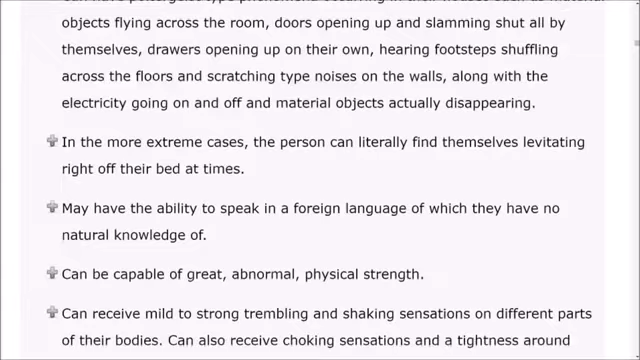 objects flying across the room, doors opening up and slamming shut all by
themselves, drawers opening up on their own, hearing footsteps shuffling
across the floors and scratching type noises on the walls, along with the
electricity going on and off and material objects actually disappearing.
In the more extreme cases, the person can literally find themselves levitating
right off their bed at times.
May have the ability to speak in a foreign language of which they have no
natural knowledge of.
Can be capable of great, abnormal, physical strength.
Can receive mild to strong trembling and shaking sensations on different parts
of their bodies. Can also receive choking sensations and a tightness around